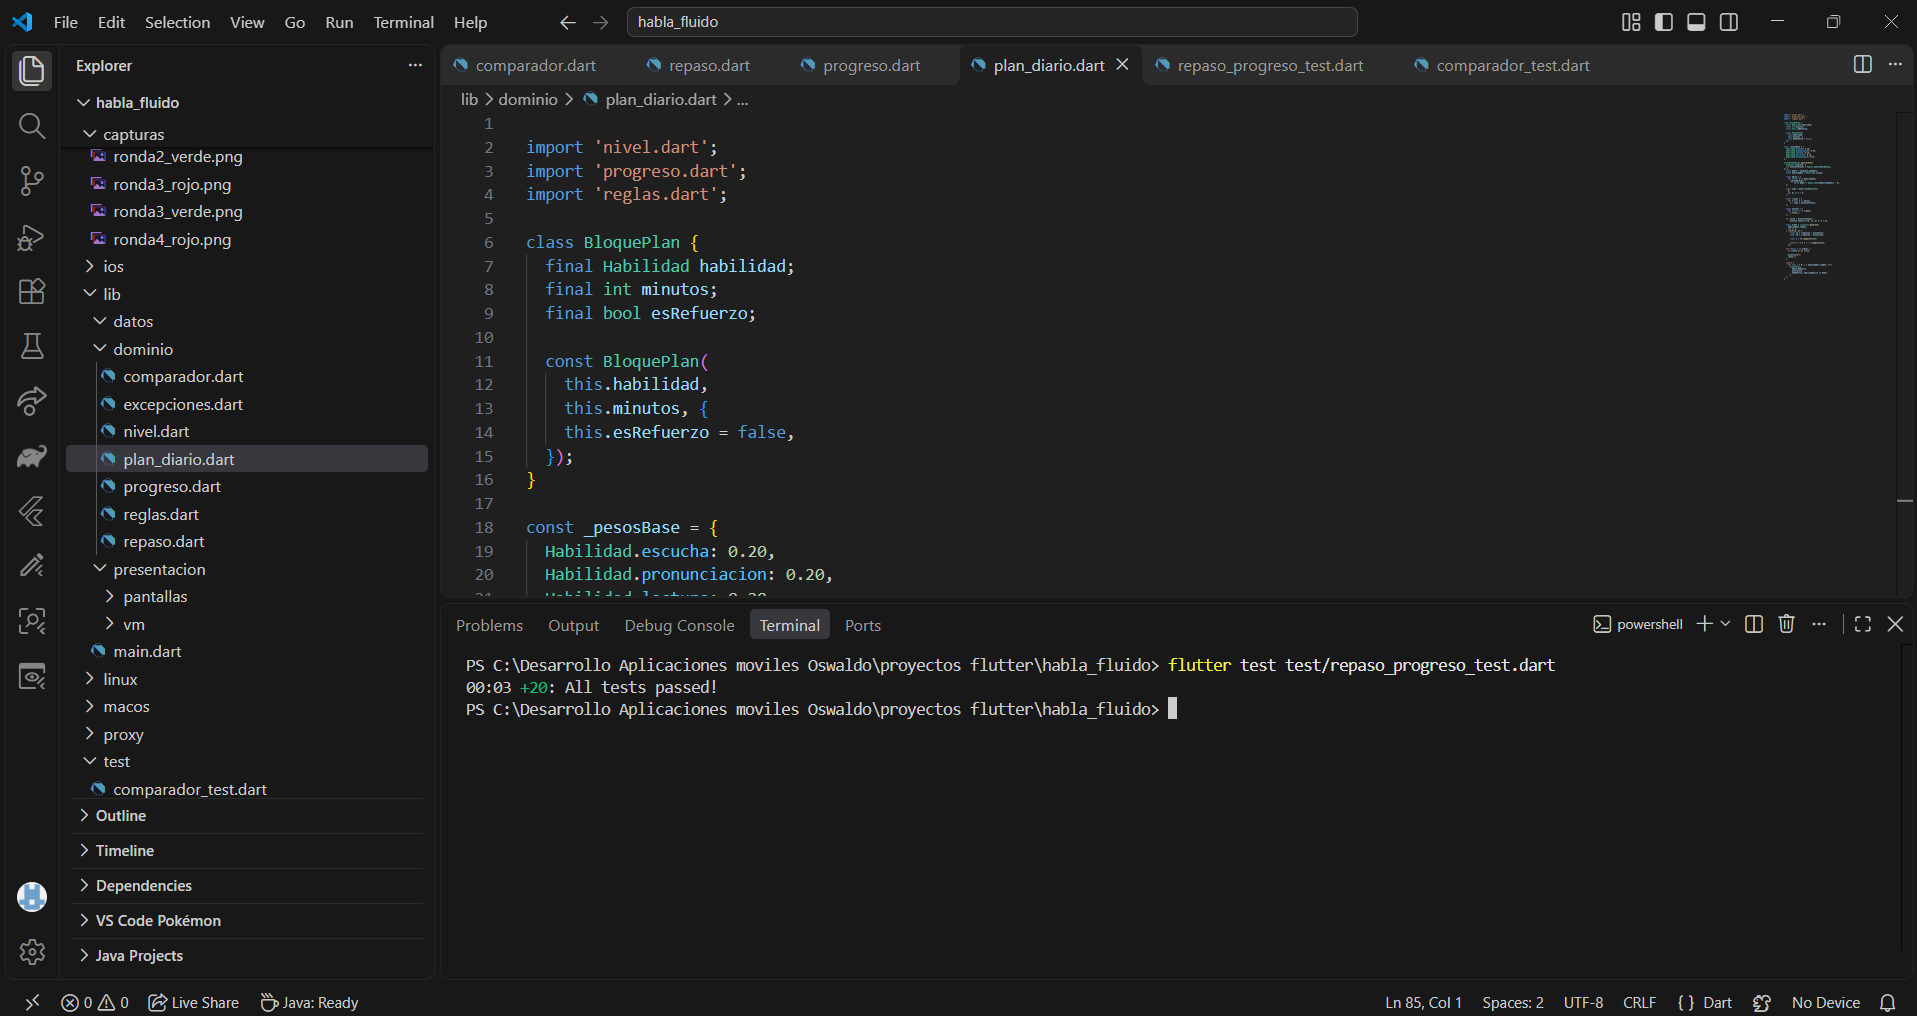 File Edit Selection View Go Run Terminal Help
habla_fluido
Explorer
habla_fluido
capturas
ronda2_verde.png
ronda3_rojo.png
ronda3_verde.png
ronda4_rojo.png
ios
lib
datos
dominio
comparador.dart
excepciones.dart
nivel.dart
plan_diario.dart
progreso.dart
reglas.dart
repaso.dart
presentacion
pantallas
vm
main.dart
linux
macos
proxy
test
comparador_test.dart
Outline
Timeline
Dependencies
VS Code Pokémon
Java Projects
comparador.dart repaso.dart progreso.dart plan_diario.dart repaso_progreso_test.dart comparador_test.dart
lib > dominio > plan_diario.dart > ...
1
2 import 'nivel.dart';
3 import 'progreso.dart';
4 import 'reglas.dart';
5
6 class BloquePlan {
7 final Habilidad habilidad;
8 final int minutos;
9 final bool esRefuerzo;
10
11 const BloquePlan(
12 this.habilidad,
13 this.minutos, {
14 this.esRefuerzo = false,
15 });
16 }
17
18 const _pesosBase = {
19 Habilidad.escucha: 0.20,
20 Habilidad.pronunciacion: 0.20,
21 Habilidad.lectura: 0.20
Problems Output Debug Console Terminal Ports
powershell
PS C:\Desarrollo Aplicaciones moviles Oswaldo\proyectos flutter\habla_fluido> flutter test test/repaso_progreso_test.dart
00:03 +20: All tests passed!
PS C:\Desarrollo Aplicaciones moviles Oswaldo\proyectos flutter\habla_fluido>
0 0 Live Share Java: Ready
Ln 85, Col 1 Spaces: 2 UTF-8 CRLF { } Dart No Device